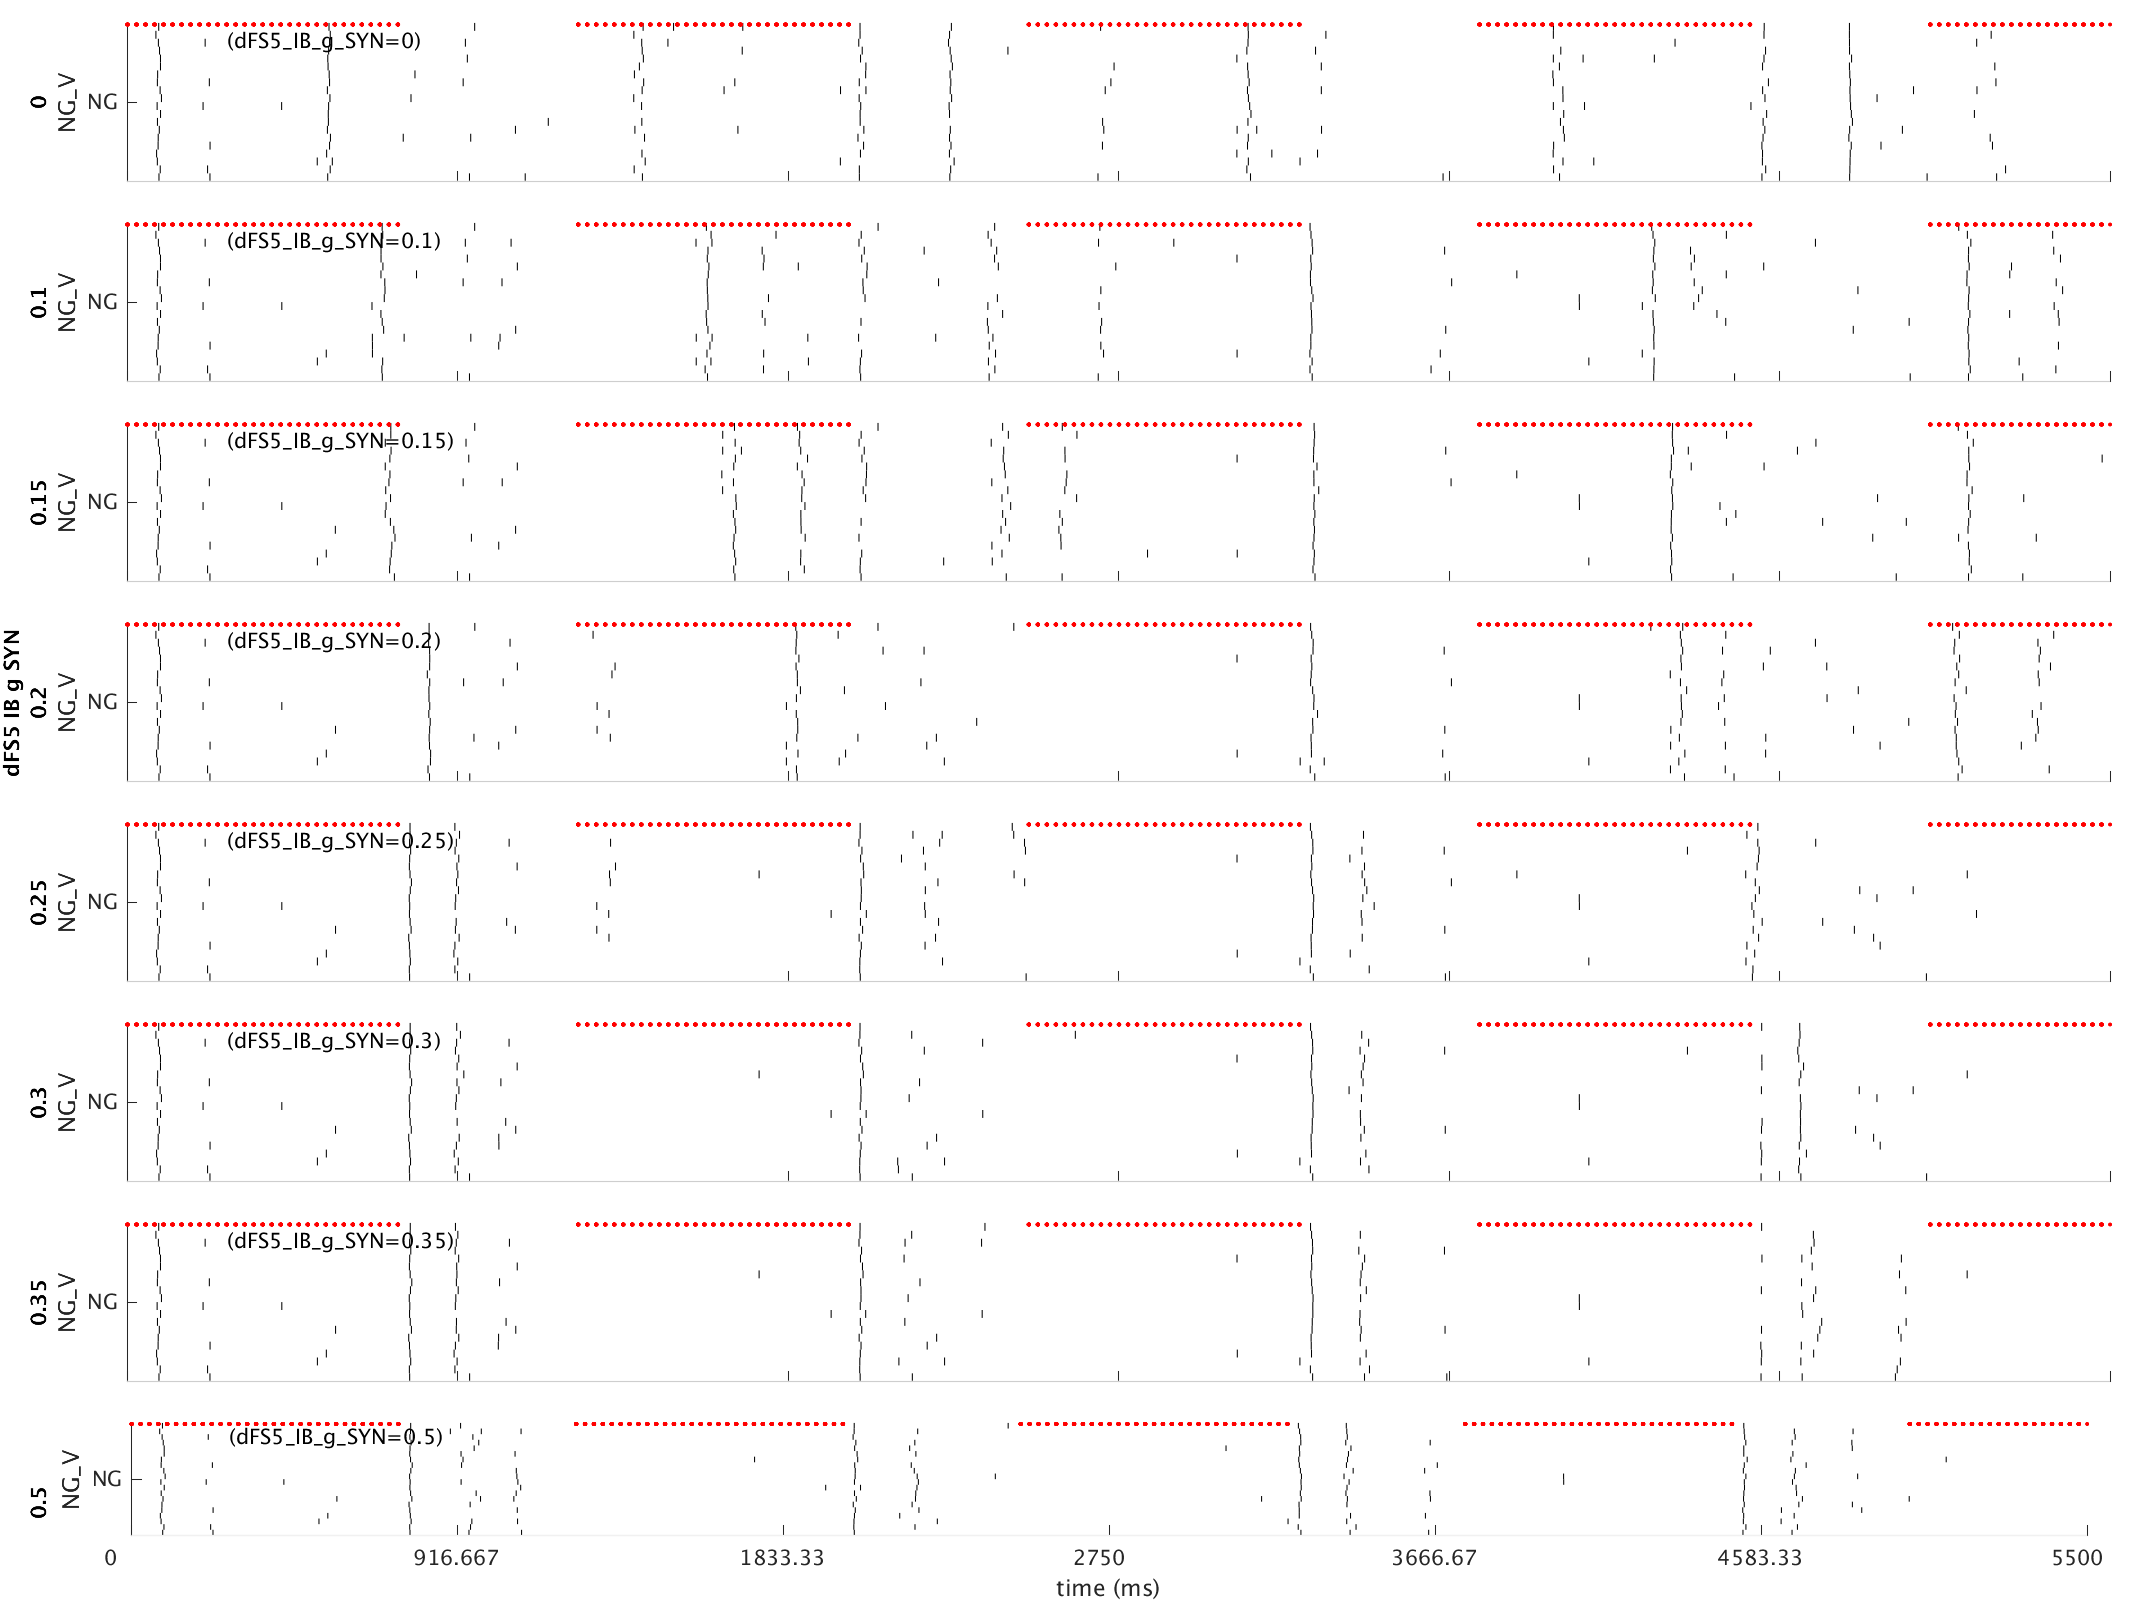 dFS5 IB g SYN
0
NG_V
NG
(dFS5_IB_g_SYN=0)
0.1
NG_V
NG
(dFS5_IB_g_SYN=0.1)
0.15
NG_V
NG
(dFS5_IB_g_SYN=0.15)
0.2
NG_V
NG
(dFS5_IB_g_SYN=0.2)
0.25
NG_V
NG
(dFS5_IB_g_SYN=0.25)
0.3
NG_V
NG
(dFS5_IB_g_SYN=0.3)
0.35
NG_V
NG
(dFS5_IB_g_SYN=0.35)
0.5
NG_V
NG
(dFS5_IB_g_SYN=0.5)
0 916.667 1833.33 2750 3666.67 4583.33 5500
time (ms)